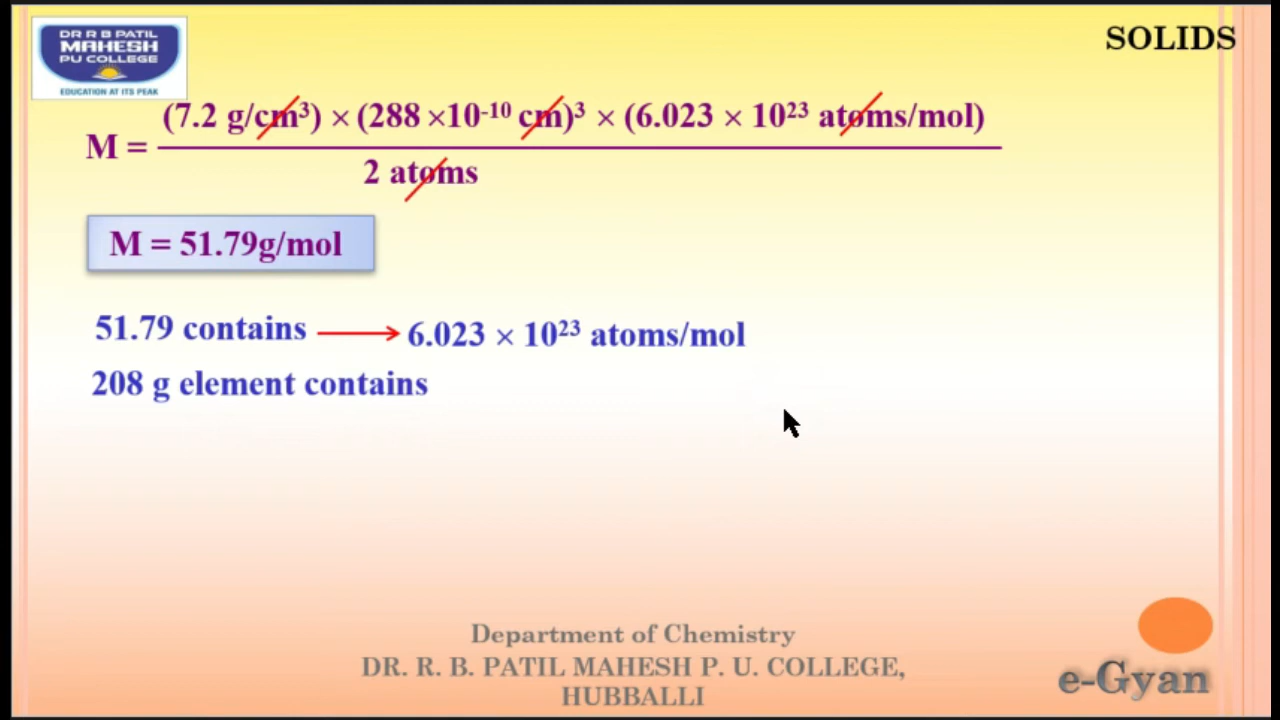 DR R B PATIL
MAHESH
PU COLLEGE
EDUCATION AT ITS PEAK
SOLIDS
M = (7.2 g/cm³) × (288 ×10⁻¹⁰ cm)³ × (6.023 × 10²³ atoms/mol)
2 atoms
M = 51.79g/mol
51.79 contains ⟶ 6.023 × 10²³ atoms/mol
208 g element contains
Department of Chemistry
DR. R. B. PATIL MAHESH P. U. COLLEGE,
HUBBALLI
e-Gyan